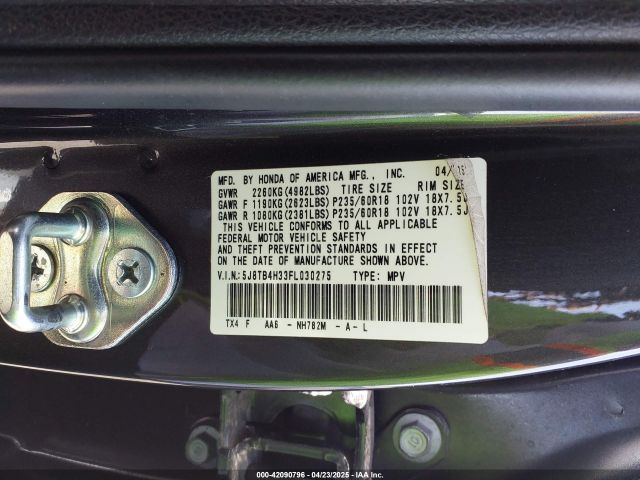 MFD. BY HONDA OF AMERICA MFG., INC. 04/
GVWR 2260KG(4982LBS) TIRE SIZE RIM SIZE
GAWR F 1190KG(2623LBS)P235/60R18 102V 18X7.5J
GAWR R 1080KG(2381LBS)P235/60R18 102V 18X7.5J
THIS VEHICLE CONFORMS TO ALL APPLICABLE
FEDERAL MOTOR VEHICLE SAFETY
AND THEFT PREVENTION STANDARDS IN EFFECT
ON THE DATE OF MANUFACTURE SHOWN ABOVE.
V.I.N.: 5J8TB4H33FL030275 TYPE: MPV
TX4 F AA6 - NH782M - A - L
000-42090796 - 04/23/2025 - IAA Inc.